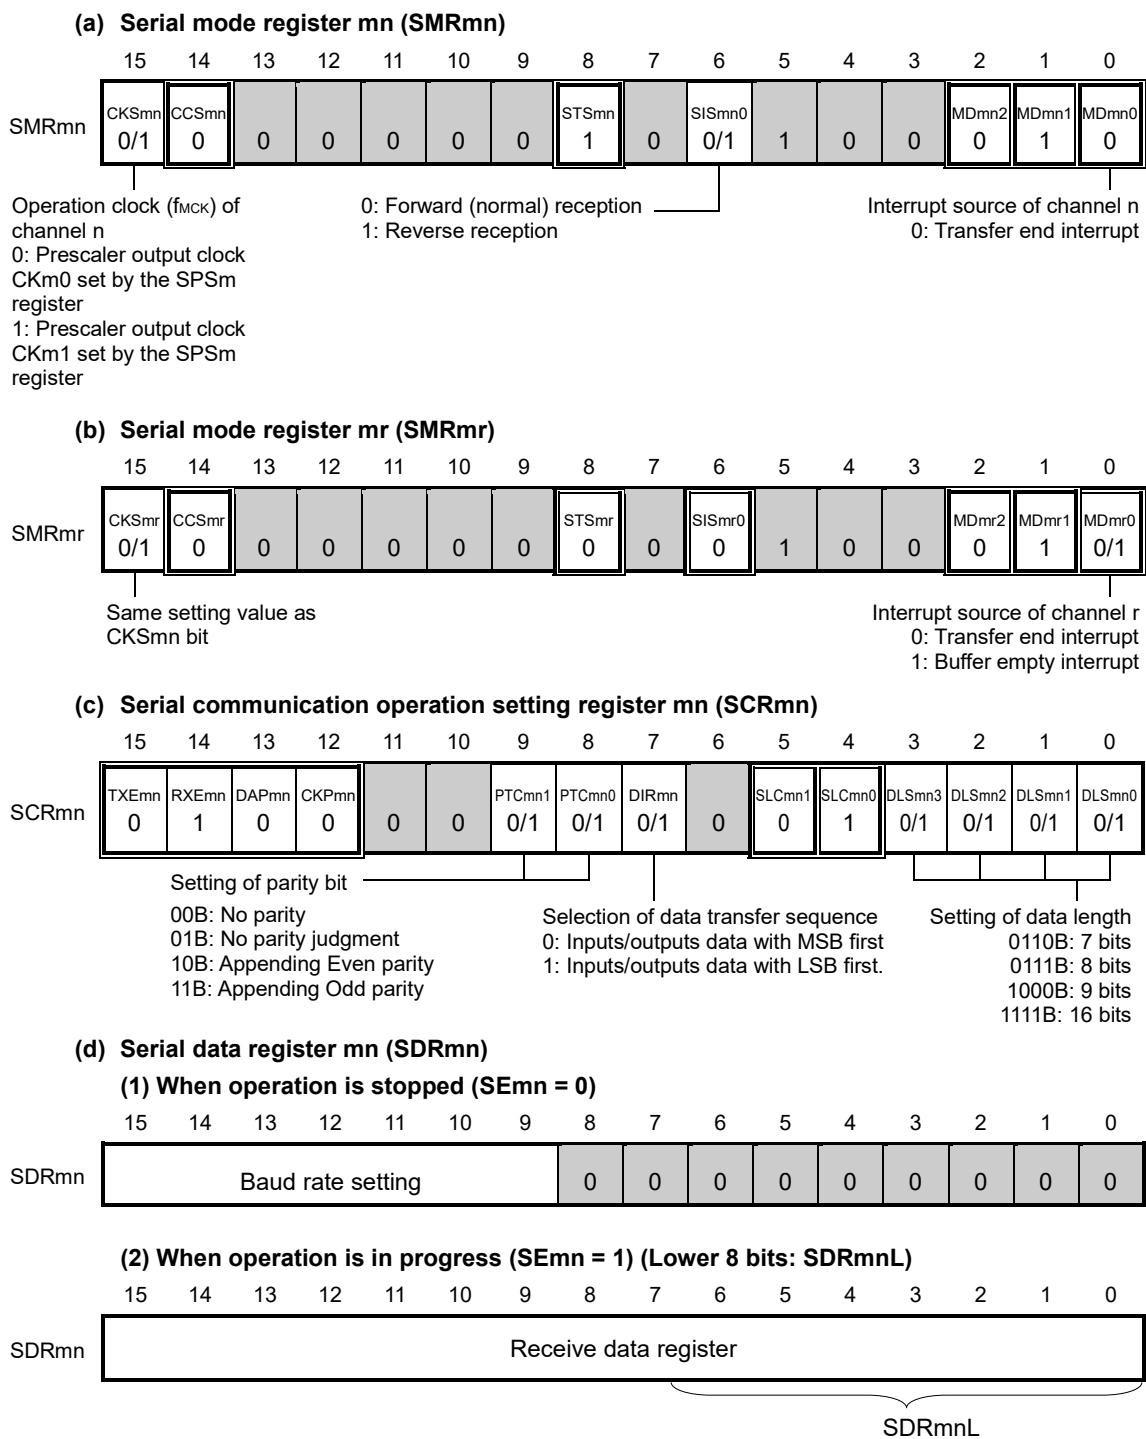 (a) Serial mode register mn (SMRmn)
15 14 13 12 11 10 9 8 7 6 5 4 3 2 1 0
CKSmn CCSmn STSmn SISmn0 MDmn2 MDmn1 MDmn0
SMRmn 0/1 0 0 0 0 0 0 1 0 0/1 1 0 0 0 1 0
Operation clock (fMCK) of
channel n
0: Prescaler output clock
CKm0 set by the SPSm
register
1: Prescaler output clock
CKm1 set by the SPSm
register
0: Forward (normal) reception
1: Reverse reception
Interrupt source of channel n
0: Transfer end interrupt
(b) Serial mode register mr (SMRmr)
15 14 13 12 11 10 9 8 7 6 5 4 3 2 1 0
CKSmr CCSmr STSmr SISmr0 MDmr2 MDmr1 MDmr0
SMRmr 0/1 0 0 0 0 0 0 0 0 0 1 0 0 0 1 0/1
Same setting value as
CKSmn bit
Interrupt source of channel r
0: Transfer end interrupt
1: Buffer empty interrupt
(c) Serial communication operation setting register mn (SCRmn)
15 14 13 12 11 10 9 8 7 6 5 4 3 2 1 0
TXEmn RXEmn DAPmn CKPmn PTCmn1 PTCmn0 DIRmn SLCmn1 SLCmn0 DLSmn3 DLSmn2 DLSmn1 DLSmn0
SCRmn 0 1 0 0 0 0 0/1 0/1 0/1 0 0 1 0/1 0/1 0/1 0/1
Setting of parity bit
00B: No parity
01B: No parity judgment
10B: Appending Even parity
11B: Appending Odd parity
Selection of data transfer sequence
0: Inputs/outputs data with MSB first
1: Inputs/outputs data with LSB first.
Setting of data length
0110B: 7 bits
0111B: 8 bits
1000B: 9 bits
1111B: 16 bits
(d) Serial data register mn (SDRmn)
(1) When operation is stopped (SEmn = 0)
15 14 13 12 11 10 9 8 7 6 5 4 3 2 1 0
SDRmn Baud rate setting 0 0 0 0 0 0 0 0 0
(2) When operation is in progress (SEmn = 1) (Lower 8 bits: SDRmnL)
15 14 13 12 11 10 9 8 7 6 5 4 3 2 1 0
SDRmn Receive data register
SDRmnL